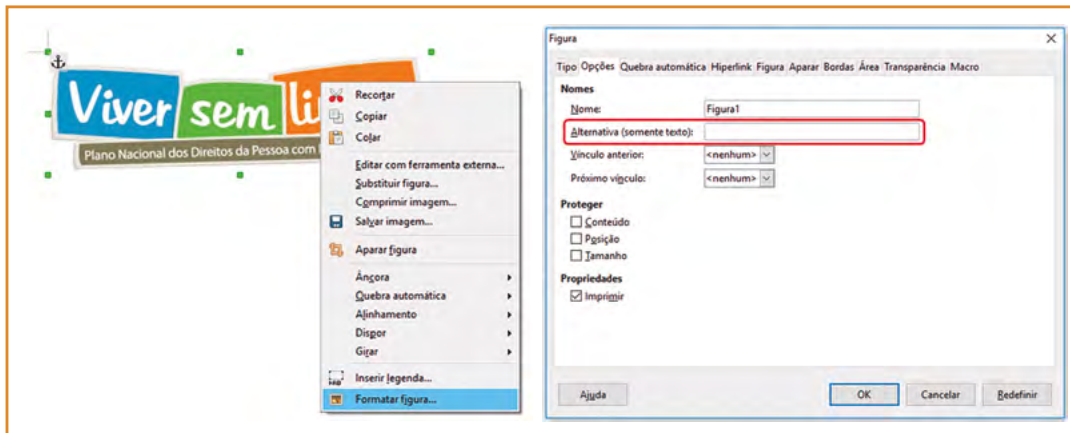 Viver sem
Plano Nacional dos Direitos da Pessoa com
Recortar
Copiar
Colar
Editar com ferramenta externa...
Substituir figura...
Comprimir imagem...
Salvar imagem...
Aparar figura
Âncora
Quebra automática
Alinhamento
Dispor
Girar
Inserir legenda...
Formatar figura...
Figura
Tipo Opções Quebra automática Hiperlink Figura Aparar Bordas Área Transparência Macro
Nomes
Nome: Figura1
Alternativa (somente texto):
Vínculo anterior: <nenhum>
Próximo vínculo: <nenhum>
Proteger
Conteúdo
Posição
Tamanho
Propriedades
Imprimir
Ajuda OK Cancelar Redefinir